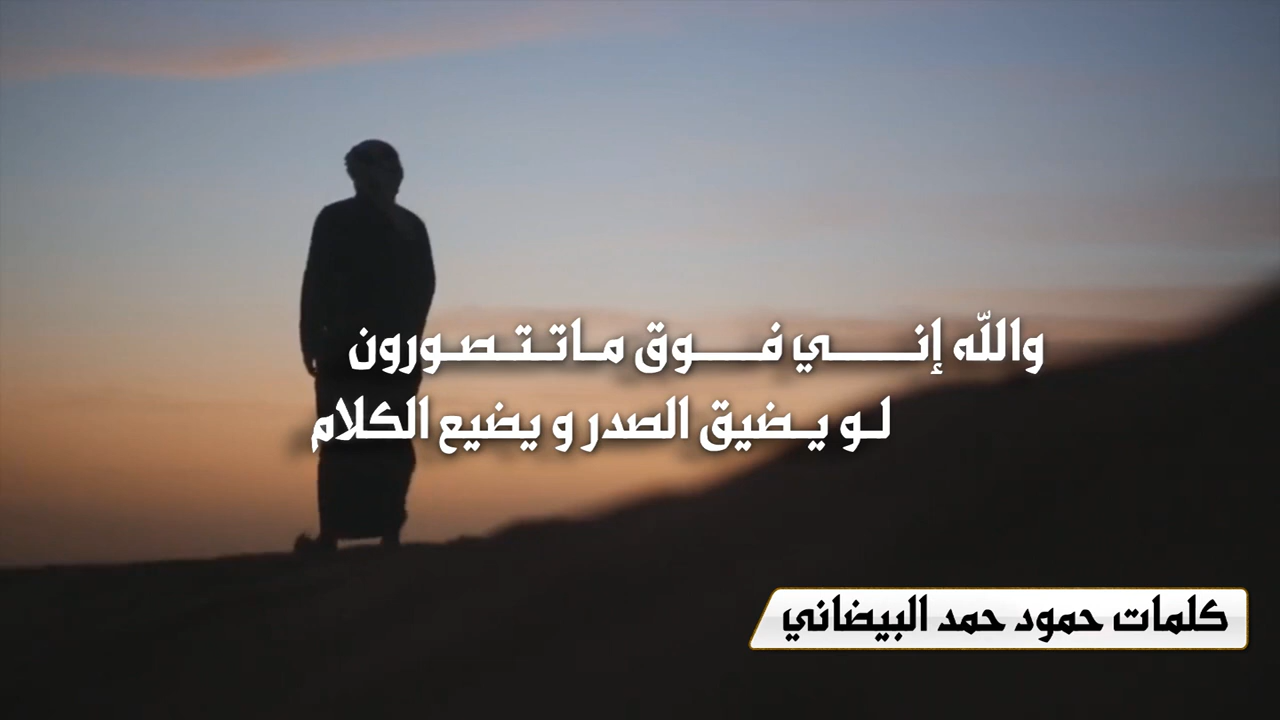 والله إني فوق ماتتصورون
لو يضيق الصدر و يضيع الكلام
كلمات حمود حمد البيضاني